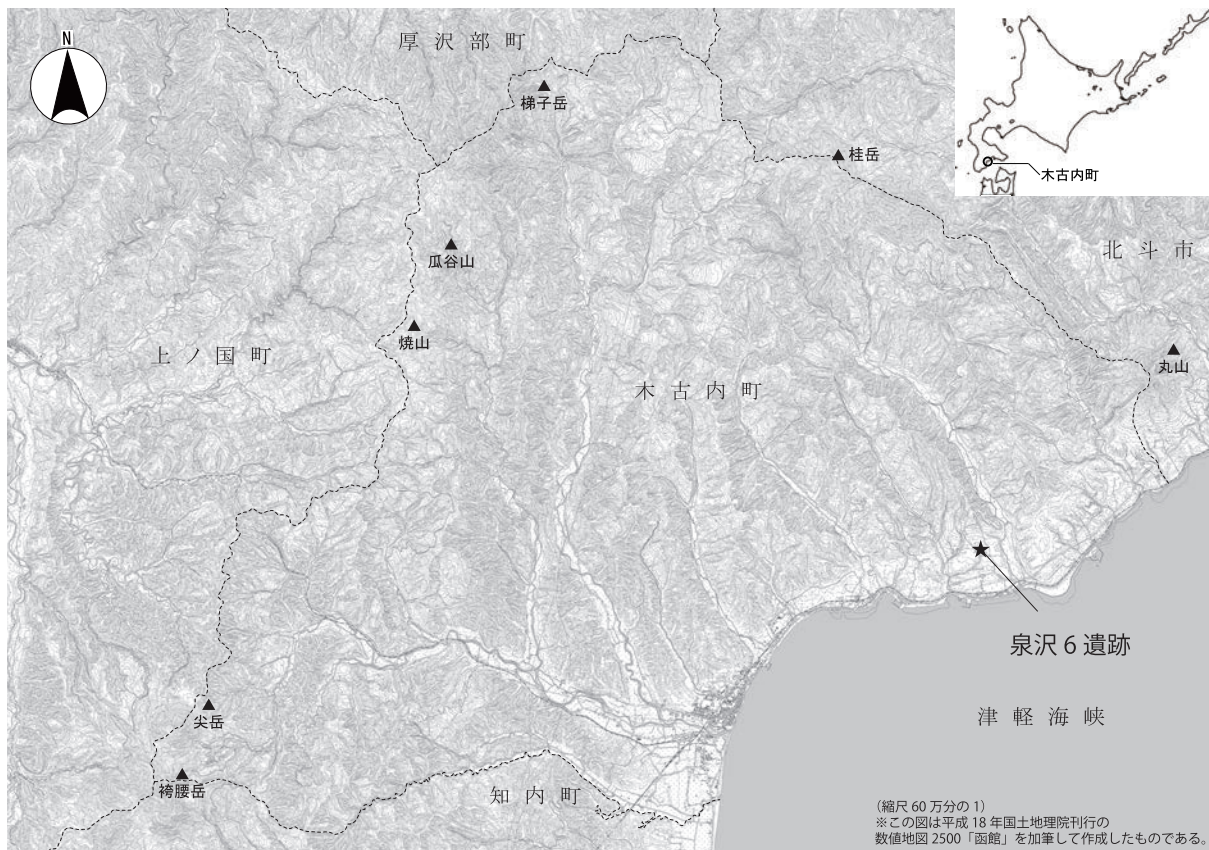 N
厚沢部町
梯子岳
桂岳
木古内町
北斗市
瓜谷山
焼山
上ノ国町
丸山
木古内町
泉沢6遺跡
尖岳
津軽海峡
袴腰岳
知内町
(縮尺60万分の1)
※この図は平成18年国土地理院刊行の
数値地図2500「函館」を加筆して作成したものである。